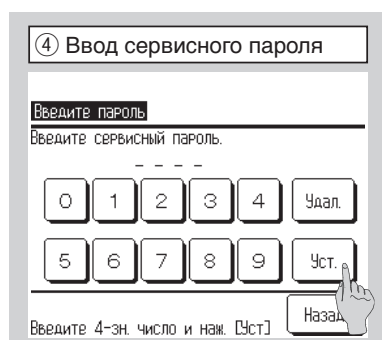 ④ Ввод сервисного пароля
Введите пароль
Введите сервисный пароль.
_ _ _ _
0 1 2 3 4 Удал.
5 6 7 8 9 Уст.
Введите 4-зн. число и наж. [Уст] Назад